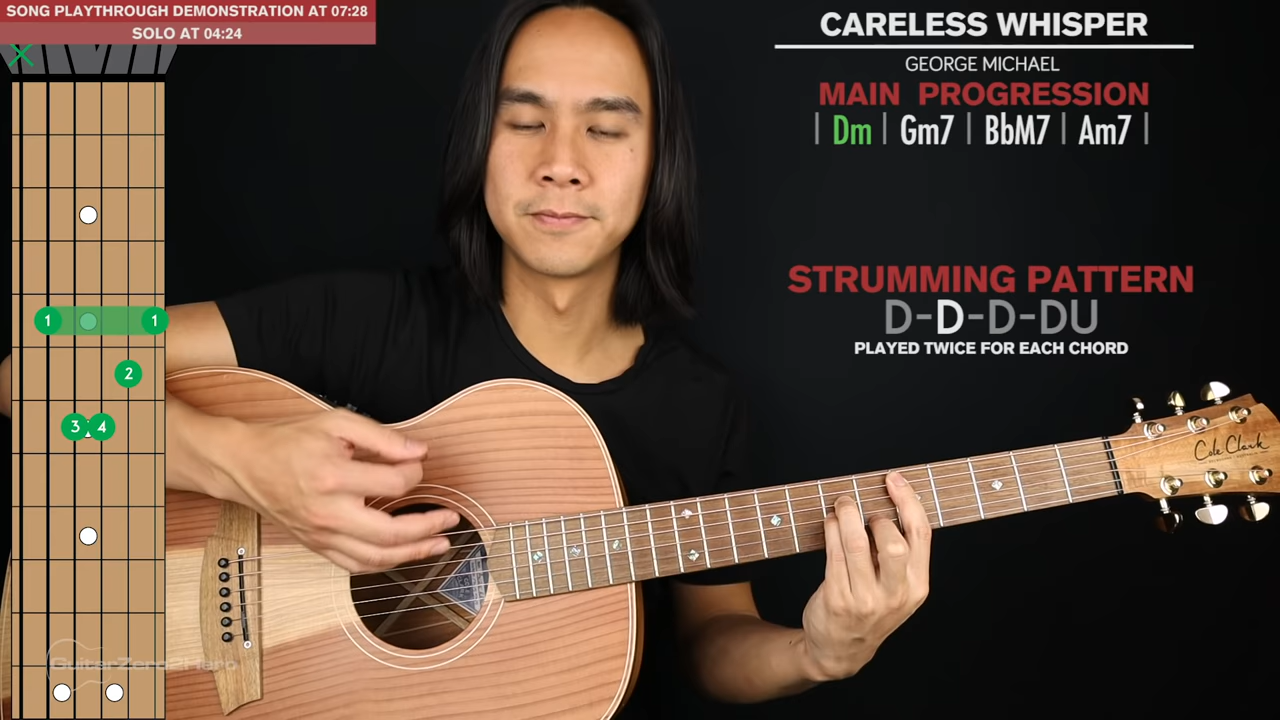 SONG PLAYTHROUGH DEMONSTRATION AT 07:28
SOLO AT 04:24
X
CARELESS WHISPER
GEORGE MICHAEL
MAIN PROGRESSION
| Dm | Gm7 | BbM7 | Am7 |
STRUMMING PATTERN
D-D-D-DU
PLAYED TWICE FOR EACH CHORD
1 1
2
3 4
Cole Clark
GuitarZero2Hero